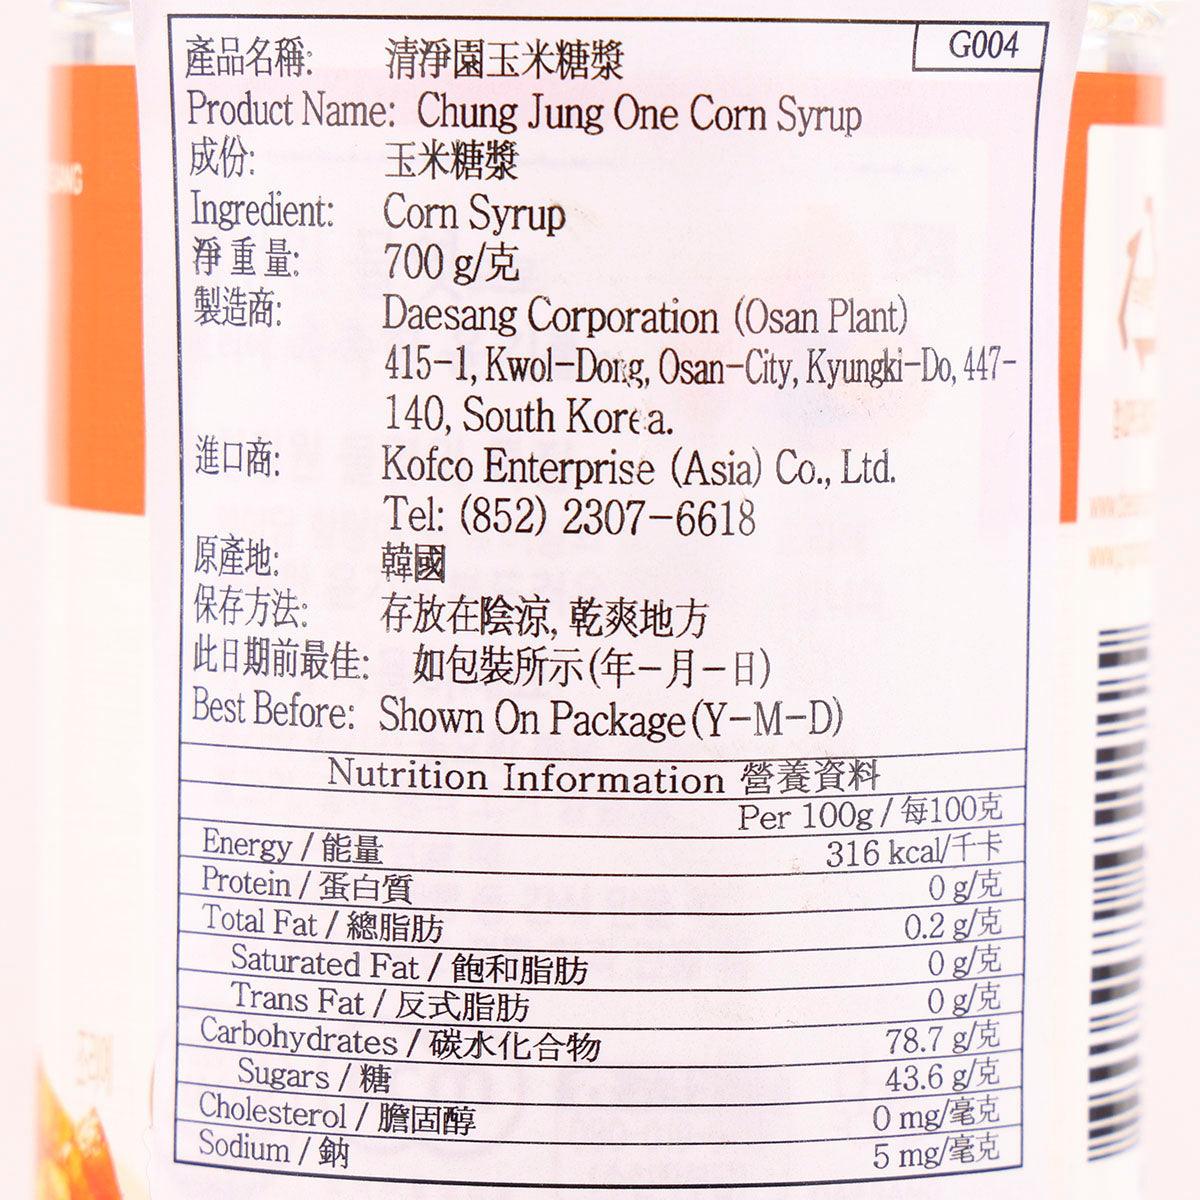 G004
產品名稱: 清淨園玉米糖漿
Product Name: Chung Jung One Corn Syrup
成份: 玉米糖漿
Ingredient: Corn Syrup
淨重量: 700 g/克
製造商: Daesang Corporation (Osan Plant)
415-1, Kwol-Dong, Osan-City, Kyungki-Do, 447-
140, South Korea.
進口商: Kofco Enterprise (Asia) Co., Ltd.
Tel: (852) 2307-6618
原產地: 韓國
保存方法: 存放在陰涼, 乾爽地方
此日期前最佳: 如包裝所示(年-月-日)
Best Before: Shown On Package (Y-M-D)
Nutrition Information 營養資料
Per 100g / 每100克
Energy / 能量 316 kcal/千卡
Protein / 蛋白質 0 g/克
Total Fat / 總脂肪 0.2 g/克
Saturated Fat / 飽和脂肪 0 g/克
Trans Fat / 反式脂肪 0 g/克
Carbohydrates / 碳水化合物 78.7 g/克
Sugars / 糖 43.6 g/克
Cholesterol / 膽固醇 0 mg/毫克
Sodium / 鈉 5 mg/毫克